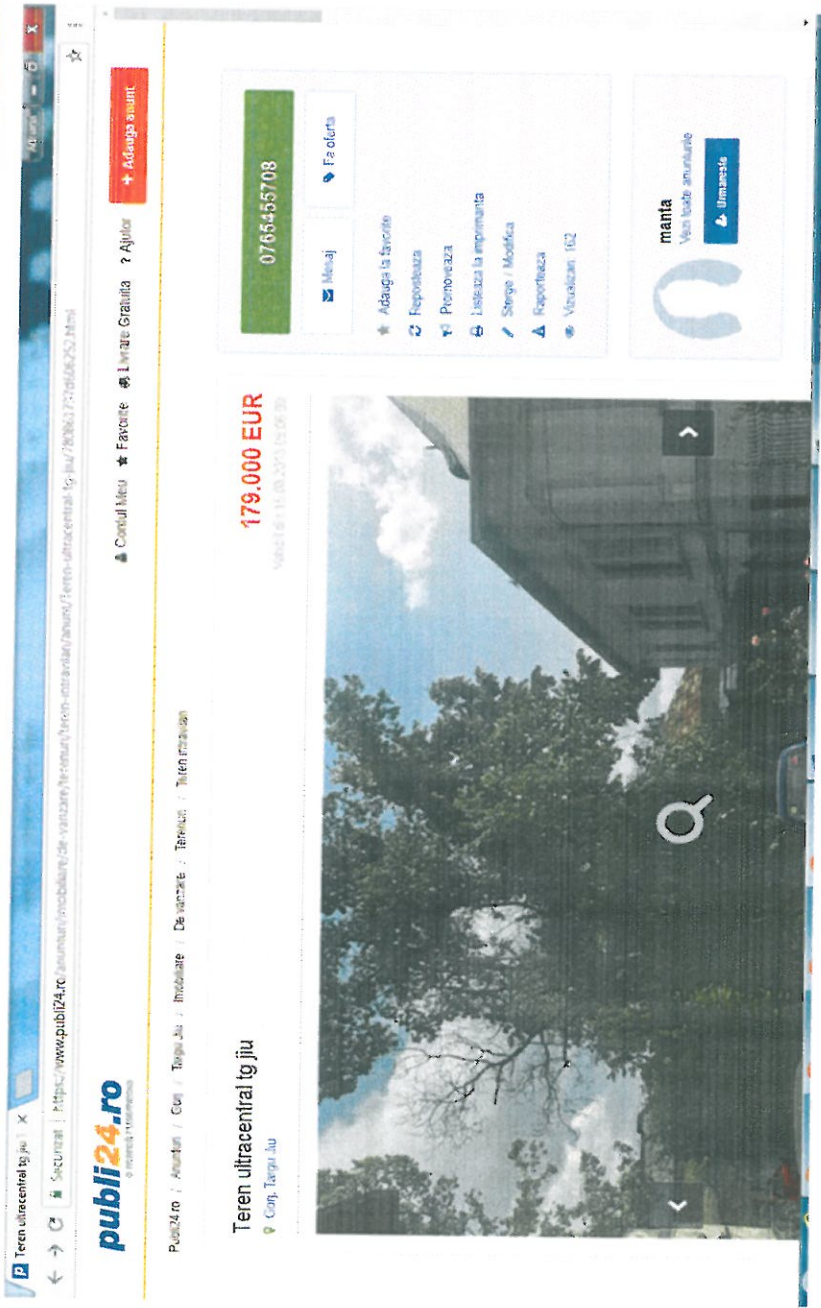 Teren ultracentral tg jiu
Securizat | https://www.publi24.ro/anunturi/imobiliare/de-vanzare/terenuri/teren-intravilan/anunt/Teren-ultracentral-tg-jiu/
publi24.ro
Contul Meu ★ Favorite Livrare Gratuita ? Ajutor + Adauga anunt
Publi24.ro / Anunturi / Gorj / Targu Jiu / Imobiliare / De vanzare / Terenuri / Teren intravilan
Teren ultracentral tg jiu
Gorj, Targu Jiu
179.000 EUR
0765455708
Mesaj
Fa oferta
Adauga la favorite
Reposteaza
Promoveaza
Listeaza la imprimanta
Sterge / Modifica
Raporteaza
Vizualizari: 162
manta
Vezi toate anunturile
Urmareste